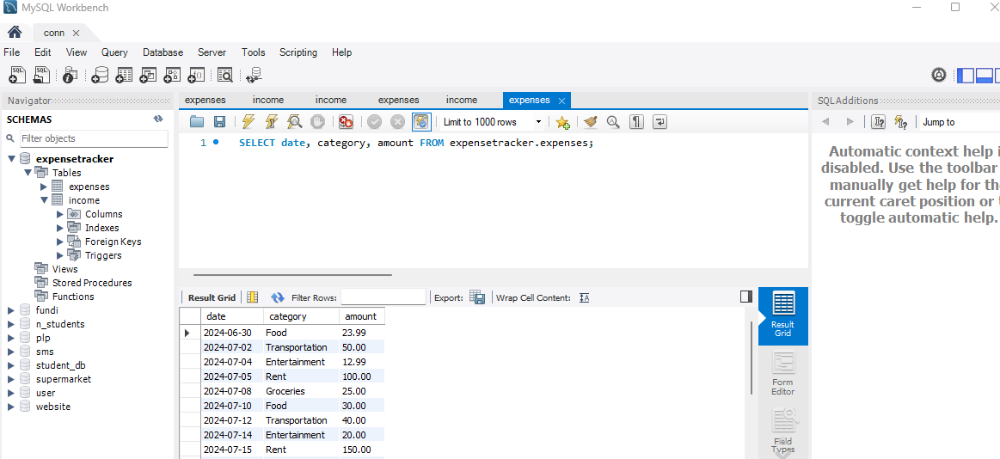 MySQL Workbench
conn
File Edit View Query Database Server Tools Scripting Help
SQL SQL
Navigator
SCHEMAS
Filter objects
expensetracker
Tables
expenses
income
Columns
Indexes
Foreign Keys
Triggers
Views
Stored Procedures
Functions
fundi
n_students
plp
sms
student_db
supermarket
user
website
expenses income income expenses income expenses
Limit to 1000 rows
1 SELECT date, category, amount FROM expensetracker.expenses;
Result Grid Filter Rows: Export: Wrap Cell Content:
date category amount
2024-06-30 Food 23.99
2024-07-02 Transportation 50.00
2024-07-04 Entertainment 12.99
2024-07-05 Rent 100.00
2024-07-08 Groceries 25.00
2024-07-10 Food 30.00
2024-07-12 Transportation 40.00
2024-07-14 Entertainment 20.00
2024-07-15 Rent 150.00
Result
Grid
Form
Editor
Field
Types
SQLAdditions
Jump to
Automatic context help i
disabled. Use the toolbar
manually get help for the
current caret position or t
toggle automatic help.